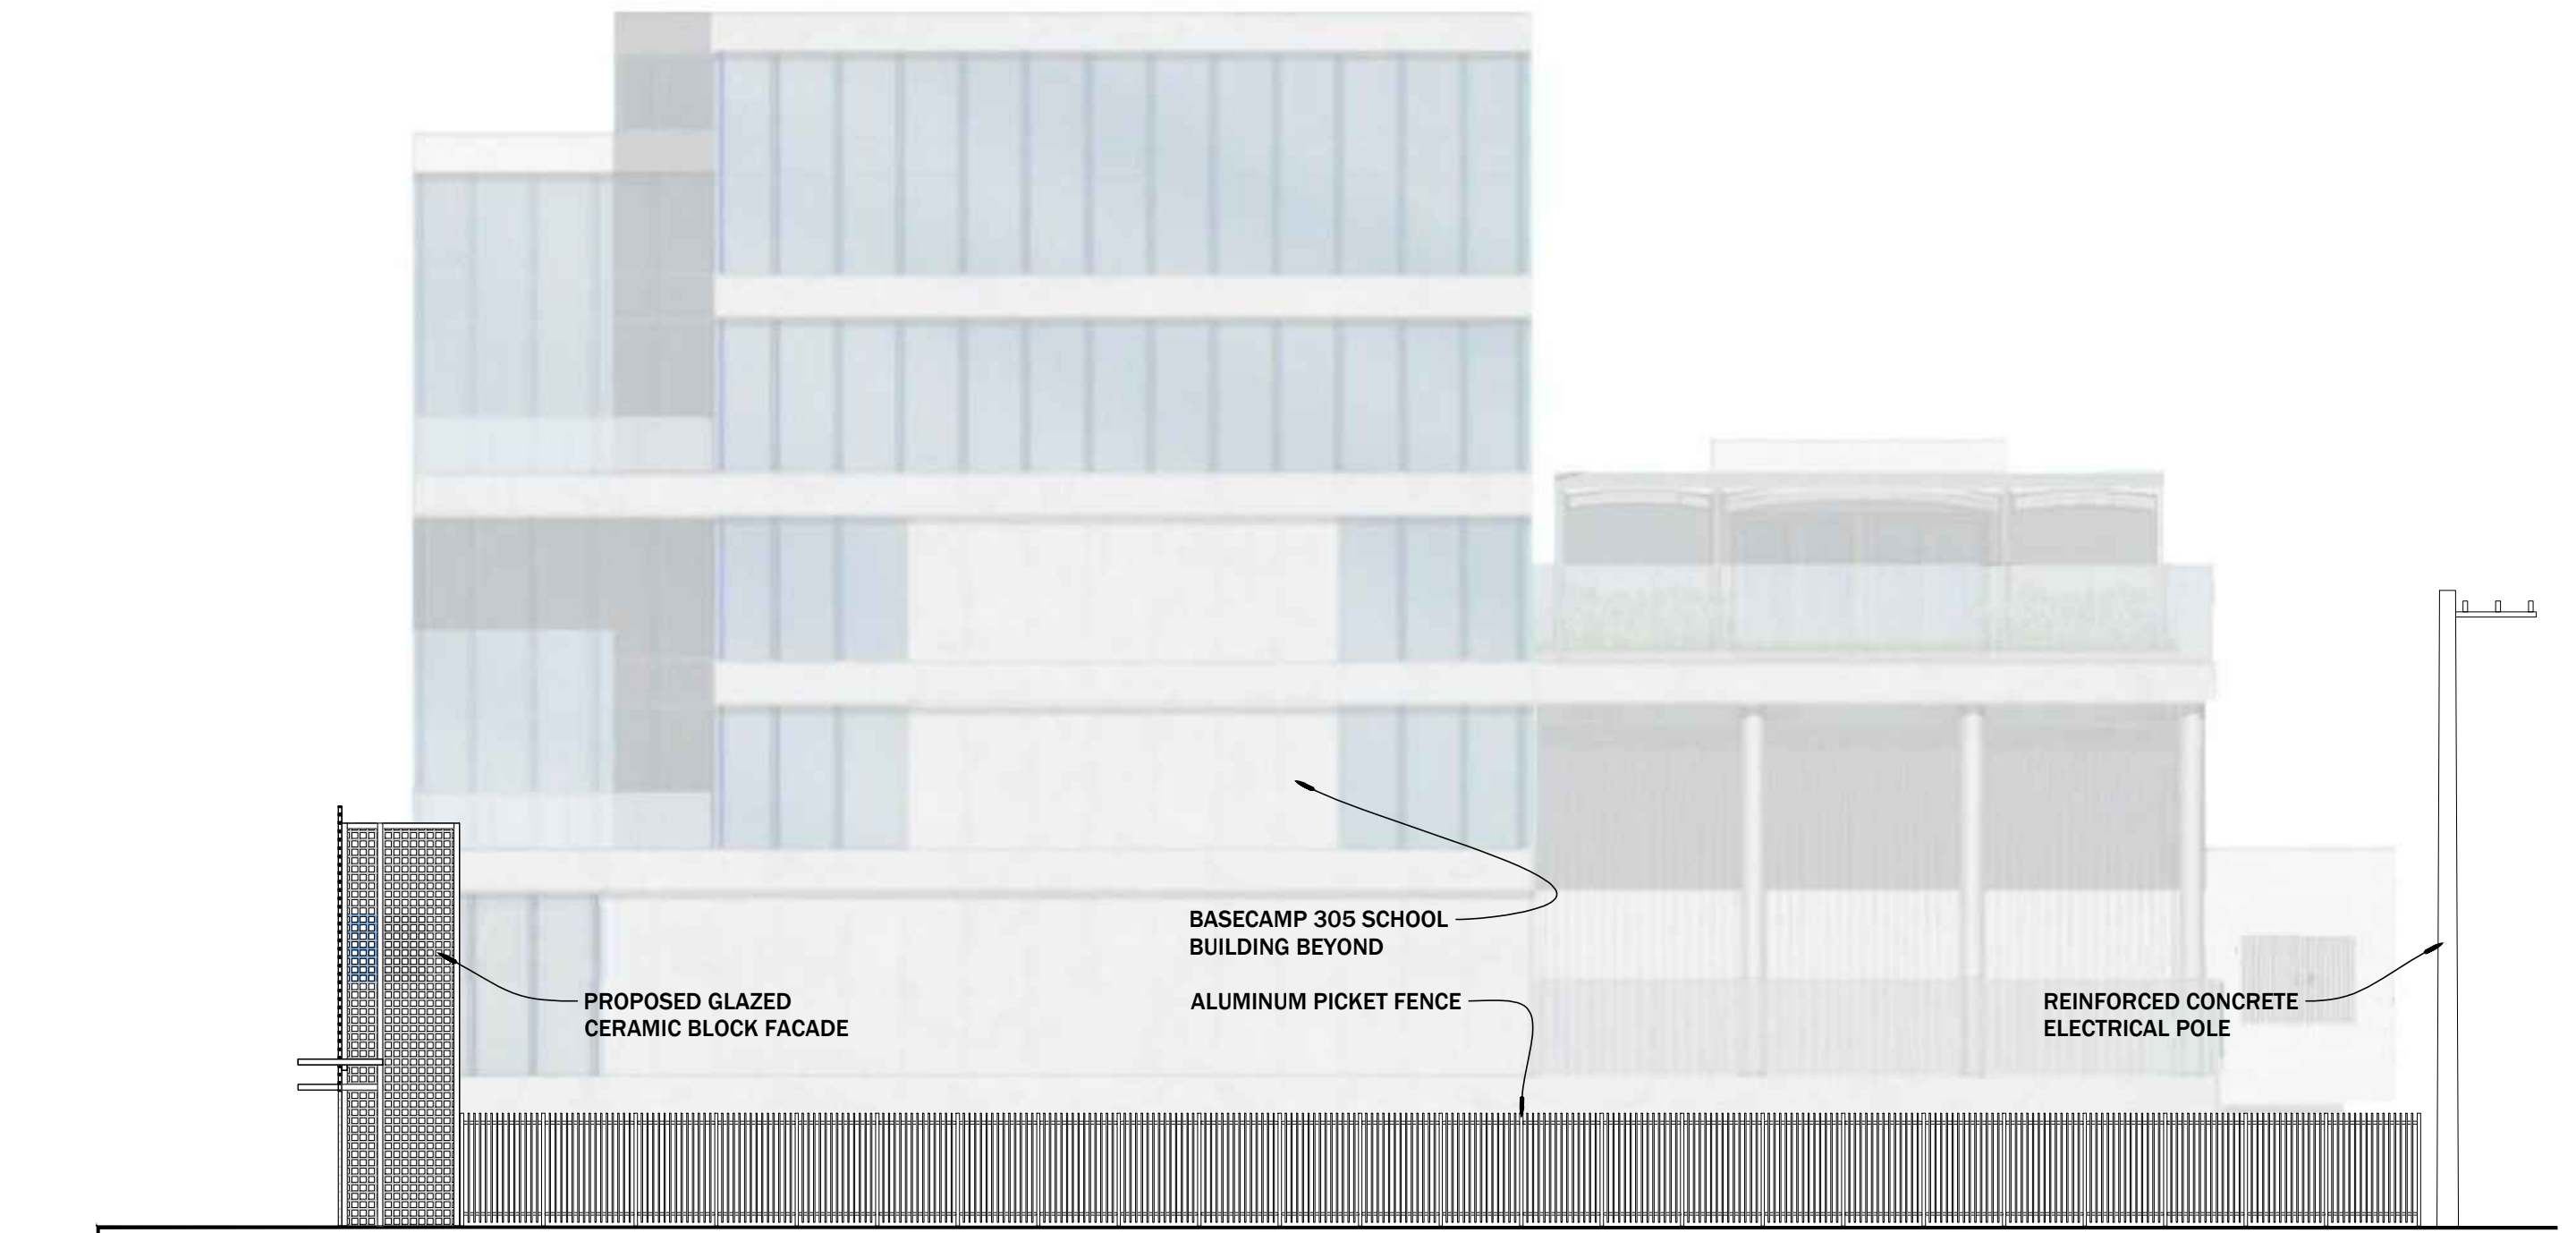 BASECAMP 305 SCHOOL
BUILDING BEYOND
PROPOSED GLAZED
CERAMIC BLOCK FACADE
ALUMINUM PICKET FENCE
REINFORCED CONCRETE
ELECTRICAL POLE